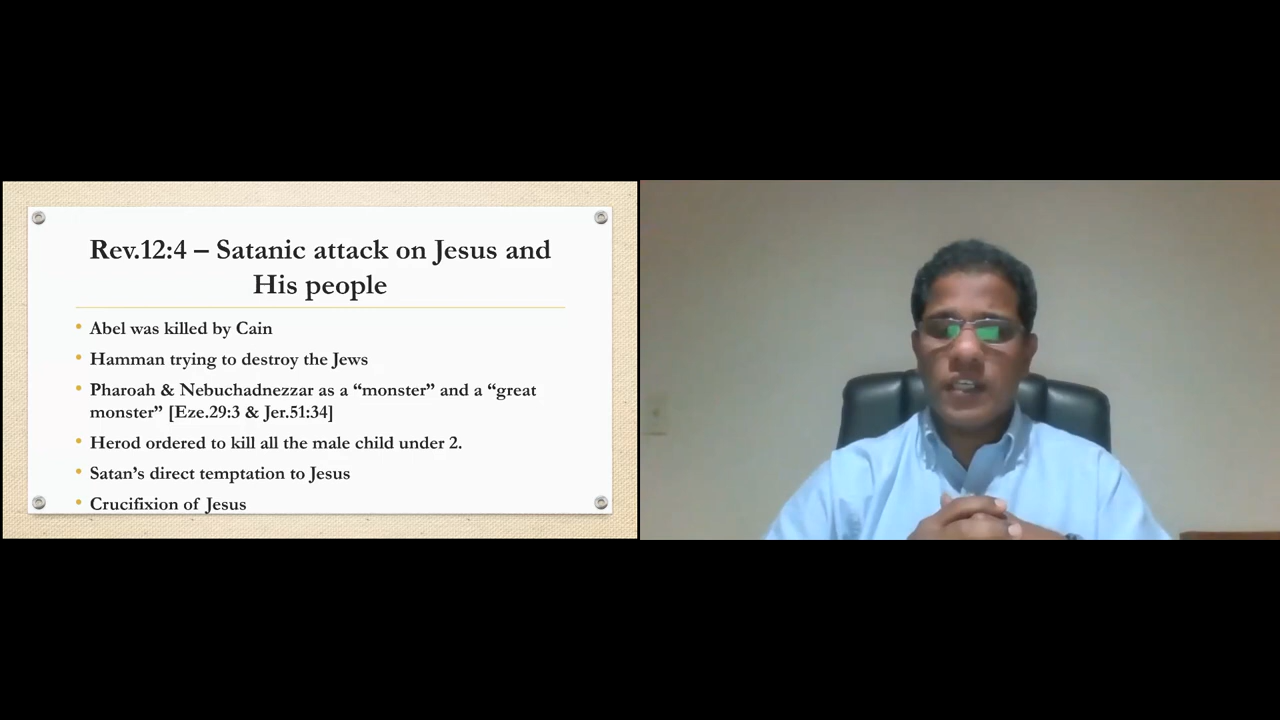 Rev.12:4 – Satanic attack on Jesus and
His people
• Abel was killed by Cain
• Hamman trying to destroy the Jews
• Pharoah & Nebuchadnezzar as a “monster” and a “great
monster” [Eze.29:3 & Jer.51:34]
• Herod ordered to kill all the male child under 2.
• Satan’s direct temptation to Jesus
• Crucifixion of Jesus